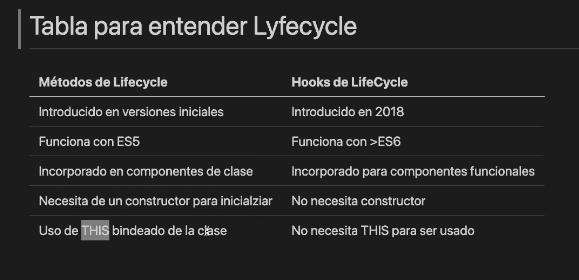 Tabla para entender Lyfecycle
Métodos de Lifecycle Hooks de LifeCycle
Introducido en versiones iniciales Introducido en 2018
Funciona con ES5 Funciona con >ES6
Incorporado en componentes de clase Incorporado para componentes funcionales
Necesita de un constructor para inicialziar No necesita constructor
Uso de THIS bindeado de la clase No necesita THIS para ser usado